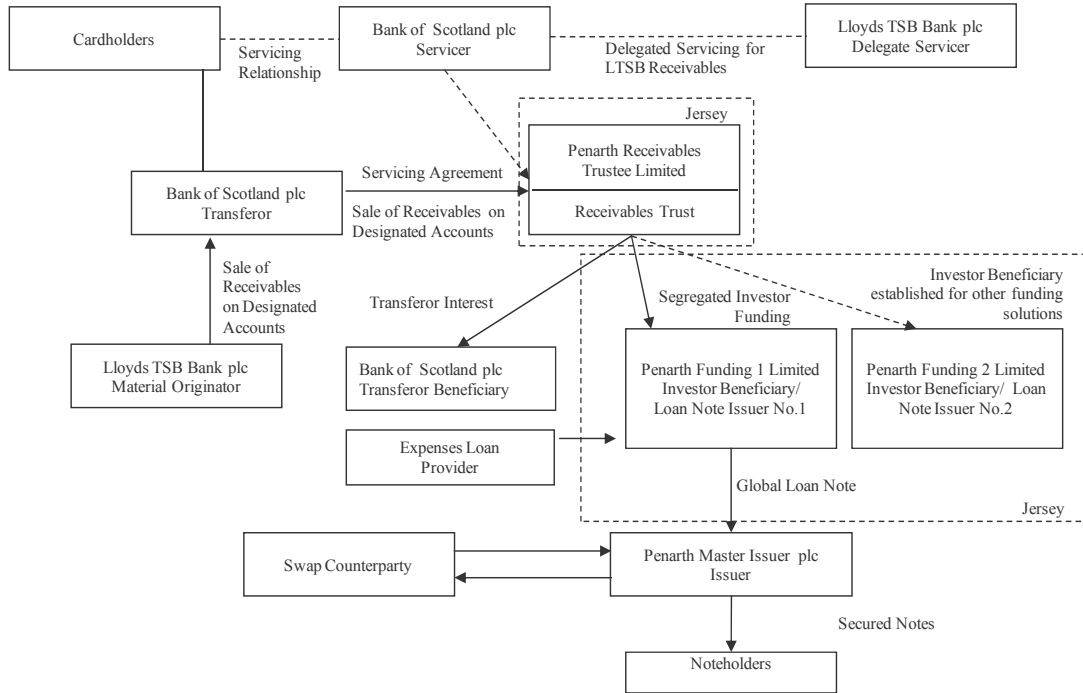 Cardholders
Servicing
Relationship
Bank of Scotland plc
Servicer
Delegated Servicing for
LTSB Receivables
Lloyds TSB Bank plc
Delegate Servicer
Jersey
Penarth Receivables
Trustee Limited
Receivables Trust
Servicing Agreement
Sale of Receivables on
Designated Accounts
Bank of Scotland plc
Transferor
Sale of
Receivables
on Designated
Accounts
Lloyds TSB Bank plc
Material Originator
Transferor Interest
Segregated Investor
Funding
Investor Beneficiary
established for other funding
solutions
Bank of Scotland plc
Transferor Beneficiary
Penarth Funding 1 Limited
Investor Beneficiary/
Loan Note Issuer No.1
Penarth Funding 2 Limited
Investor Beneficiary/ Loan
Note Issuer No.2
Expenses Loan
Provider
Global Loan Note
Jersey
Swap Counterparty
Penarth Master Issuer plc
Issuer
Secured Notes
Noteholders